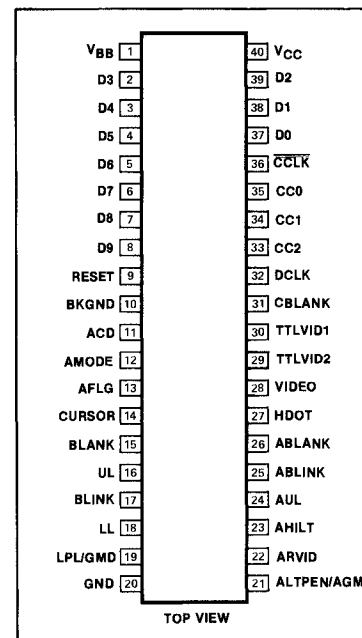 VBB 1 40 VCC
D3 2 39 D2
D4 3 38 D1
D5 4 37 D0
D6 5 36 CCLK
D7 6 35 CC0
D8 7 34 CC1
D9 8 33 CC2
RESET 9 32 DCLK
BKGND 10 31 CBLANK
ACD 11 30 TTLVID1
AMODE 12 29 TTLVID2
AFLG 13 28 VIDEO
CURSOR 14 27 HDOT
BLANK 15 26 ABLANK
UL 16 25 ABLINK
BLINK 17 24 AUL
LL 18 23 AHILT
LPL/GMD 19 22 ARVID
GND 20 21 ALTPEN/AGM
TOP VIEW